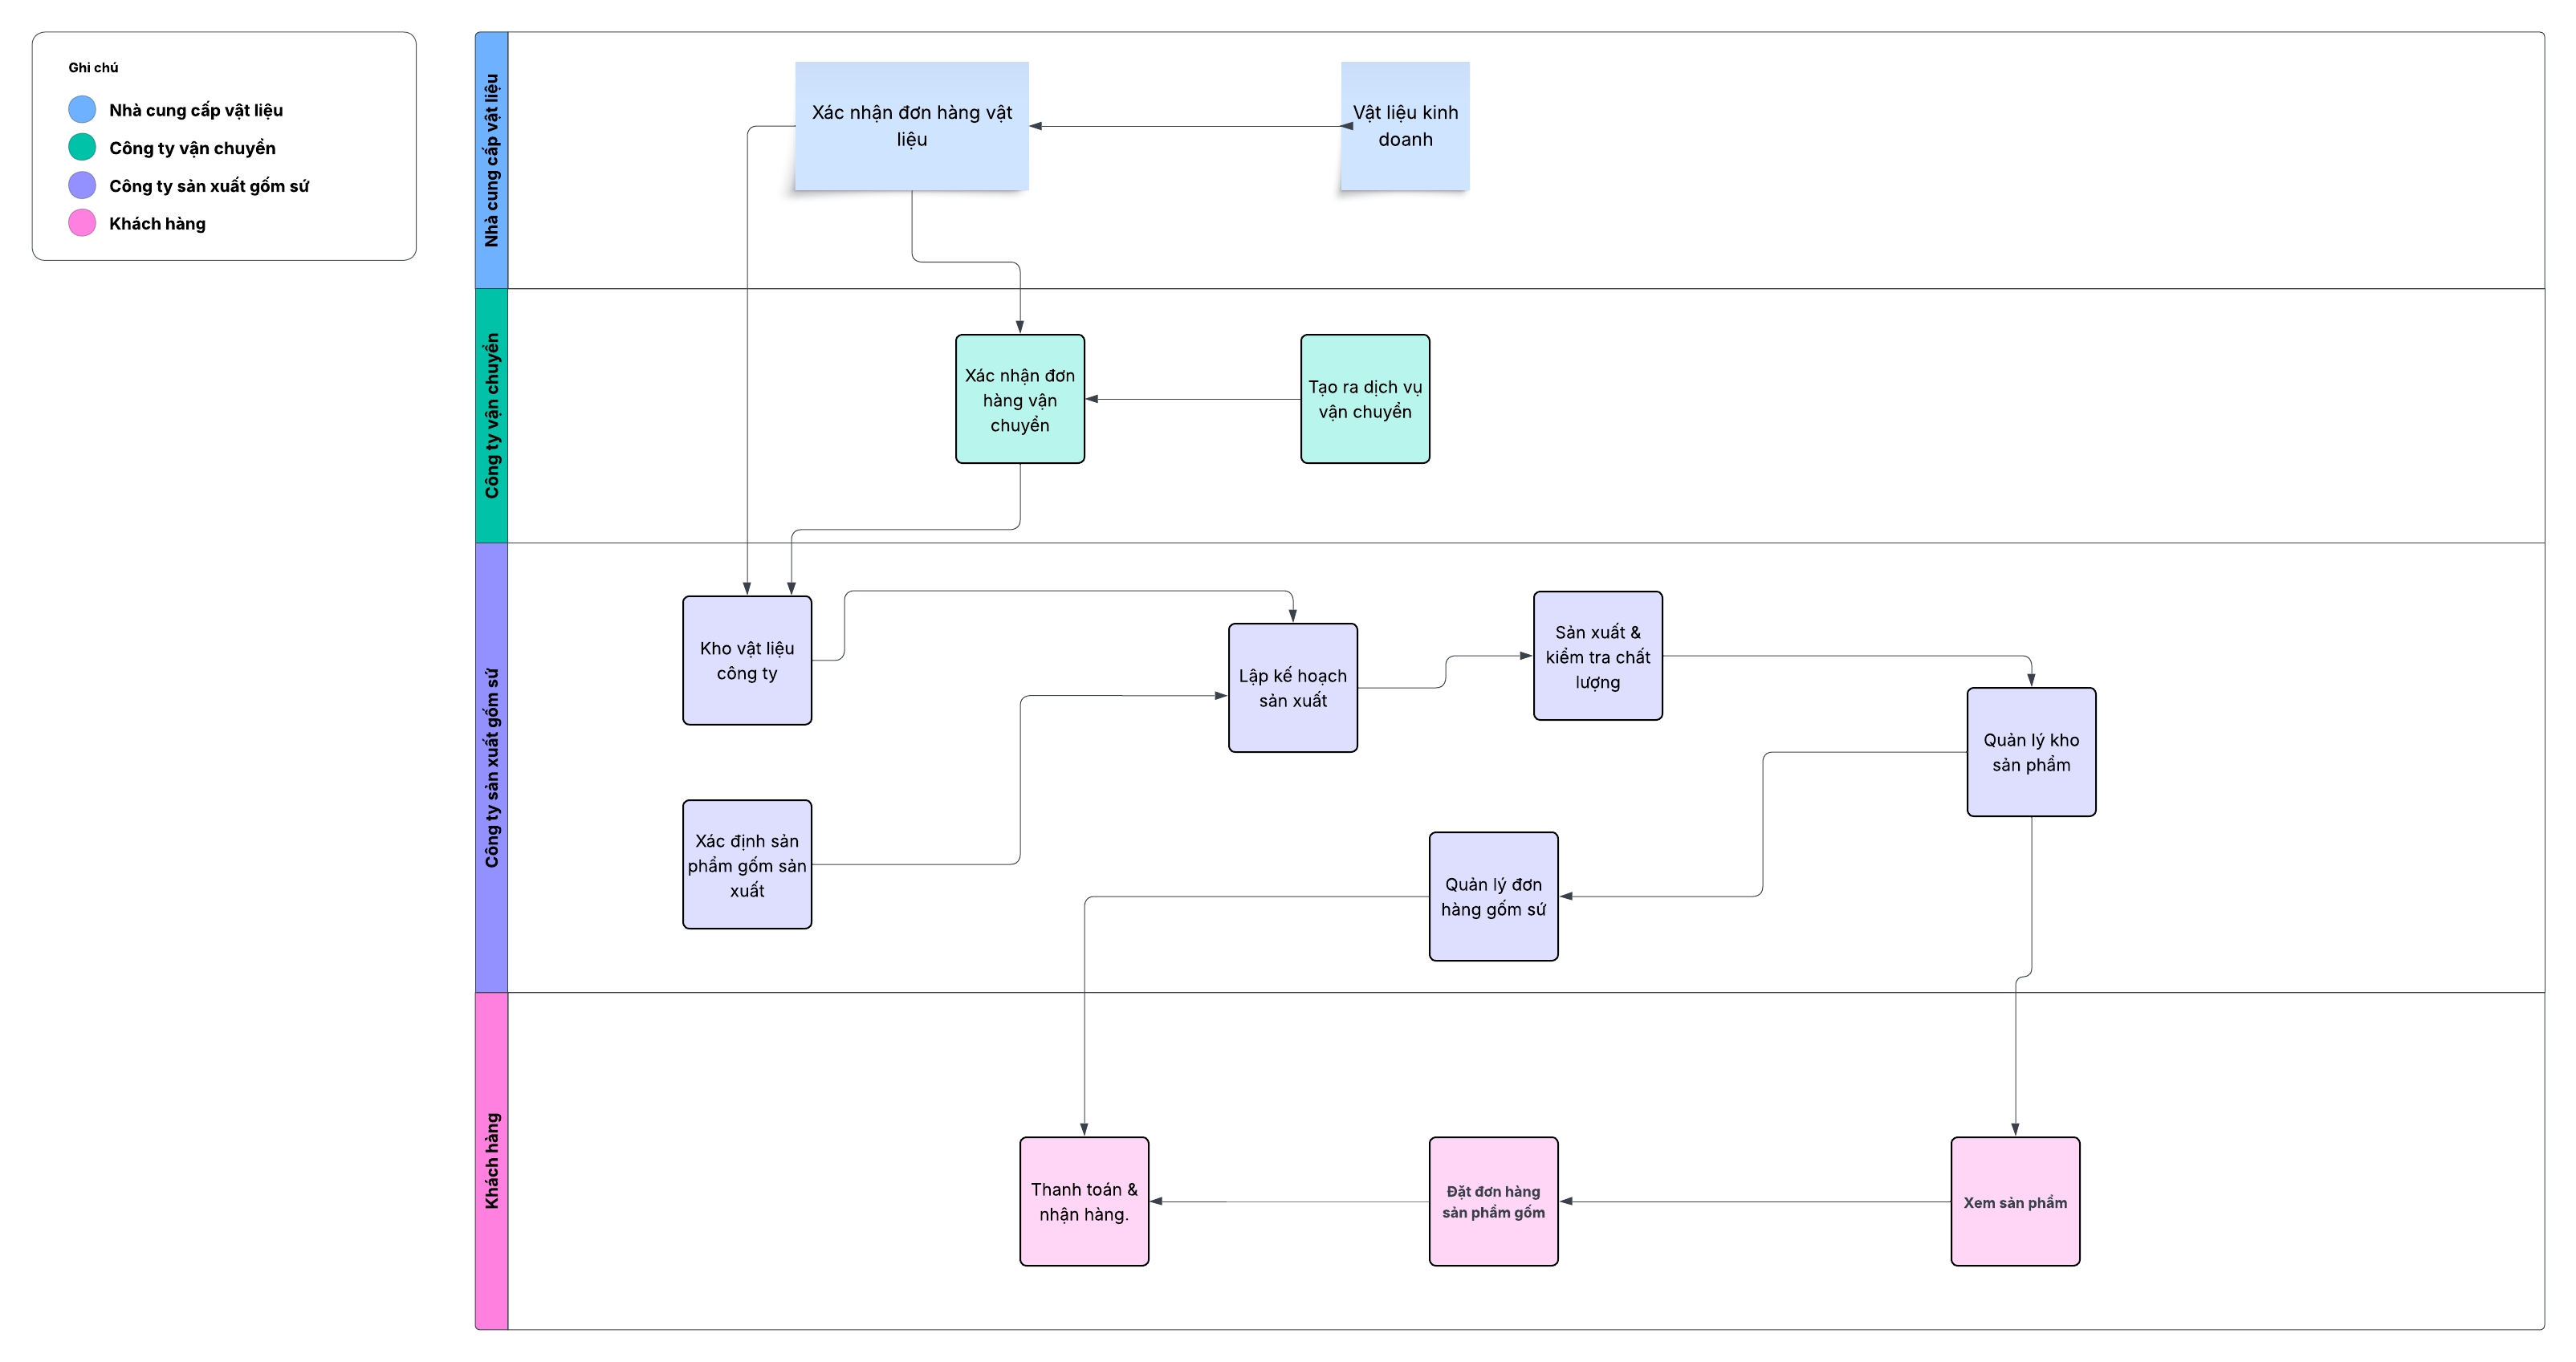 Ghi chú
Nhà cung cấp vật liệu
Công ty vận chuyển
Công ty sản xuất gốm sứ
Khách hàng
Nhà cung cấp vật liệu
Xác nhận đơn hàng vật
liệu
Vật liệu kinh
doanh
Công ty vận chuyển
Xác nhận đơn
hàng vận
chuyển
Tạo ra dịch vụ
vận chuyển
Công ty sản xuất gốm sứ
Kho vật liệu
công ty
Lập kế hoạch
sản xuất
Sản xuất &
kiểm tra chất
lượng
Quản lý kho
sản phẩm
Xác định sản
phẩm gốm sản
xuất
Quản lý đơn
hàng gốm sứ
Khách hàng
Thanh toán &
nhận hàng.
Đặt đơn hàng
sản phẩm gốm
Xem sản phẩm